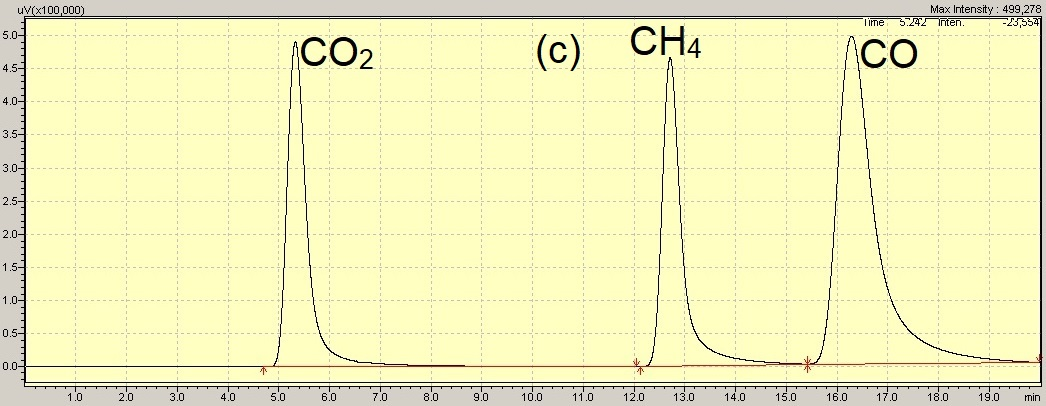 uV(x100,000)
Max Intensity : 499,278
Time 5.242 Inten. -23,554
CO₂
(c)
CH₄
CO
5.0
4.5
4.0
3.5
3.0
2.5
2.0
1.5
1.0
0.5
0.0
1.0 2.0 3.0 4.0 5.0 6.0 7.0 8.0 9.0 10.0 11.0 12.0 13.0 14.0 15.0 16.0 17.0 18.0 19.0 min